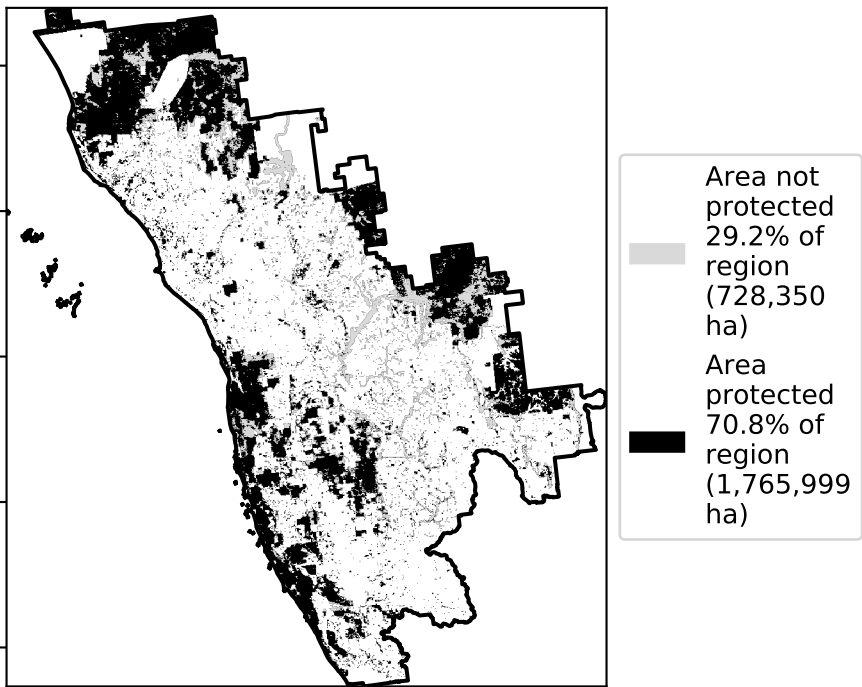 Area not
protected
29.2% of
region
(728,350
ha)
Area
protected
70.8% of
region
(1,765,999
ha)